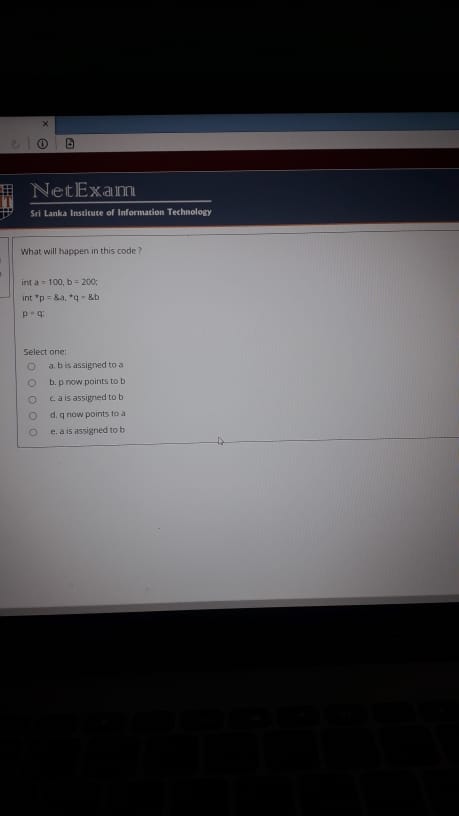 NetExam
Sri Lanka Institute of Information Technology
What will happen in this code ?
int a = 100, b = 200;
int *p = &a, *q = &b
p = q;
Select one:
a. b is assigned to a
b. p now points to b
c. a is assigned to b
d. q now points to a
e. a is assigned to b